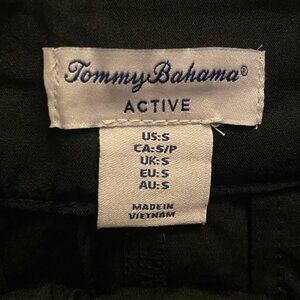 Tommy Bahama®
ACTIVE
US:S
CA:S/P
UK:S
EU:S
AU:S
MADE IN
VIETNAM